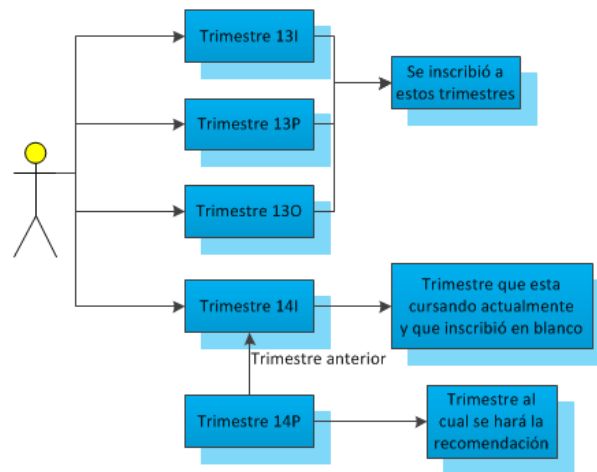 Trimestre 13I
Se inscribió a
estos trimestres
Trimestre 13P
Trimestre 13O
Trimestre 14I
Trimestre que esta
cursando actualmente
y que inscribió en blanco
Trimestre anterior
Trimestre 14P
Trimestre al
cual se hará la
recomendación